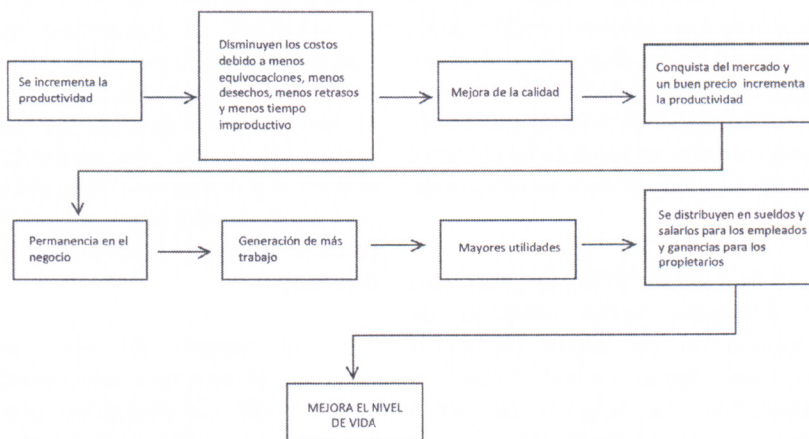 Se incrementa la
productividad
Disminuyen los costos
debido a menos
equivocaciones, menos
desechos, menos retrasos
y menos tiempo
improductivo
Mejora de la calidad
Conquista del mercado y
un buen precio incrementa
la productividad
Permanencia en el
negocio
Generación de más
trabajo
Mayores utilidades
Se distribuyen en sueldos y
salarios para los empleados
y ganancias para los
propietarios
MEJORA EL NIVEL
DE VIDA